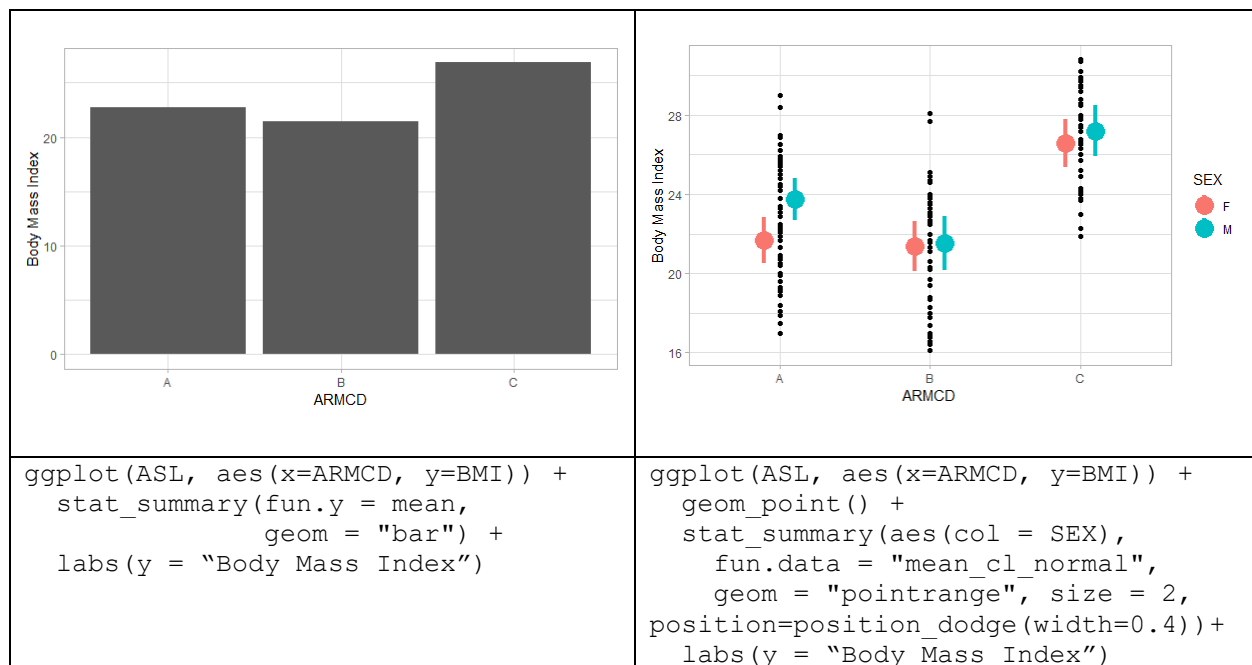 20
10
0
Body Mass Index
A
B
C
ARMCD
28
24
20
16
Body Mass Index
A
B
C
ARMCD
SEX
F
M
ggplot(ASL, aes(x=ARMCD, y=BMI)) +
stat_summary(fun.y = mean,
geom = "bar") +
labs(y = “Body Mass Index”)
ggplot(ASL, aes(x=ARMCD, y=BMI)) +
geom_point() +
stat_summary(aes(col = SEX),
fun.data = "mean_cl_normal",
geom = "pointrange", size = 2,
position=position_dodge(width=0.4))+
labs(y = “Body Mass Index”)